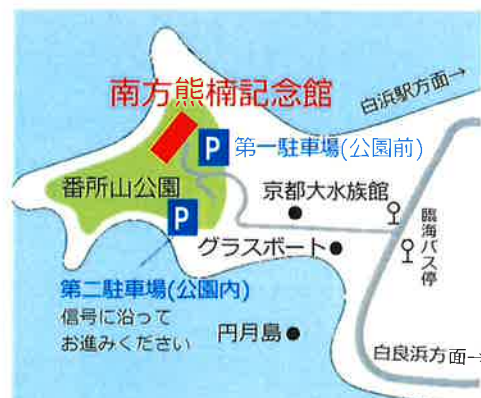 南方熊楠記念館
白浜駅方面→
P 第一駐車場(公園前)
番所山公園
京都大水族館
P
臨海バス停
グラスボート
第二駐車場(公園内)
信号に沿って
お進みください
円月島
白良浜方面→